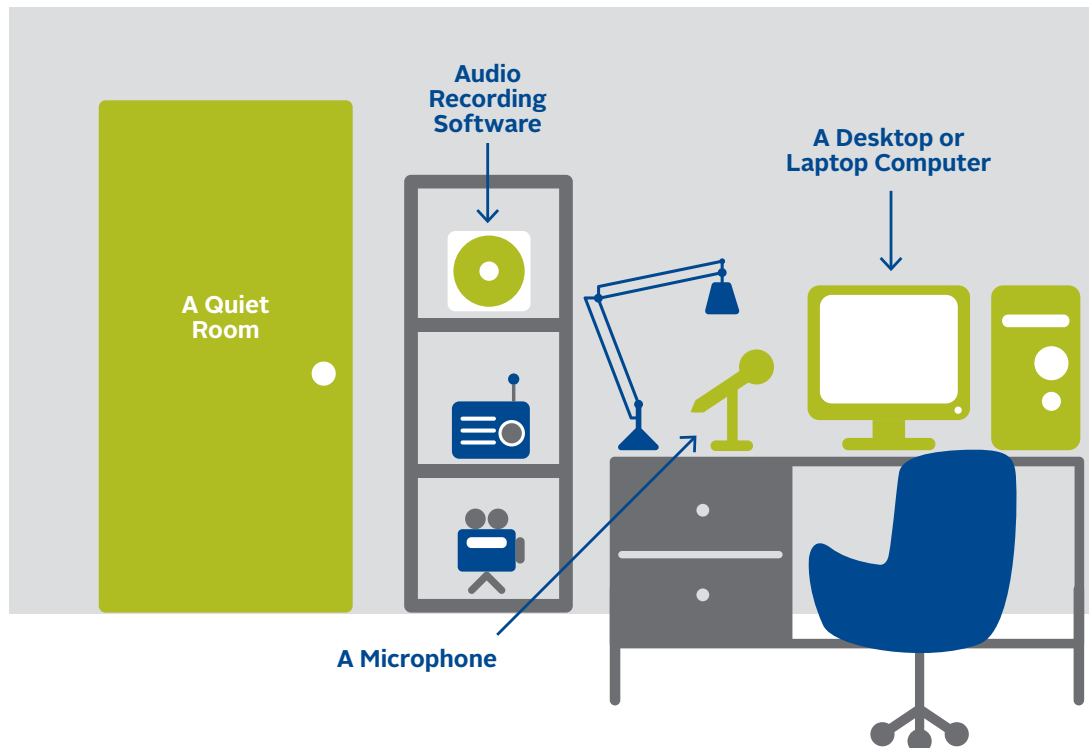 Audio
Recording
Software
A Desktop or
Laptop Computer
A Quiet
Room
A Microphone